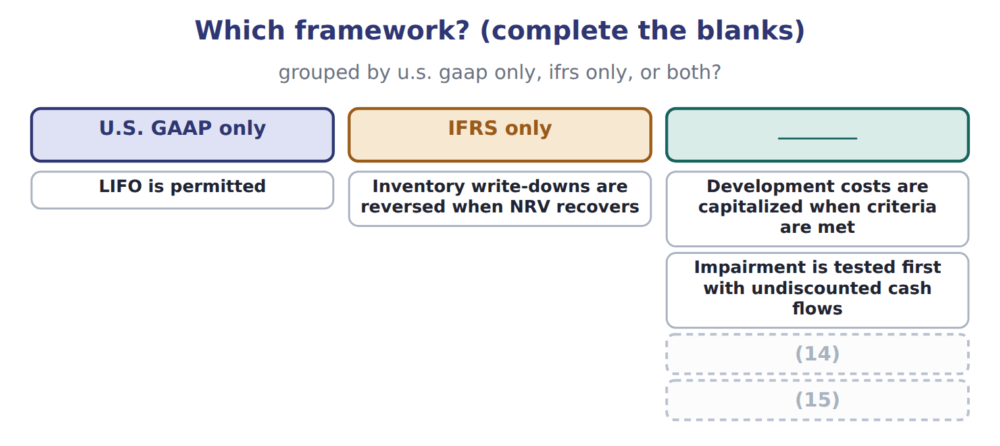 Which framework? (complete the blanks)
grouped by u.s. gaap only, ifrs only, or both?
U.S. GAAP only
LIFO is permitted
IFRS only
Inventory write-downs are
reversed when NRV recovers
__________
Development costs are
capitalized when criteria
are met
Impairment is tested first
with undiscounted cash
flows
(14)
(15)